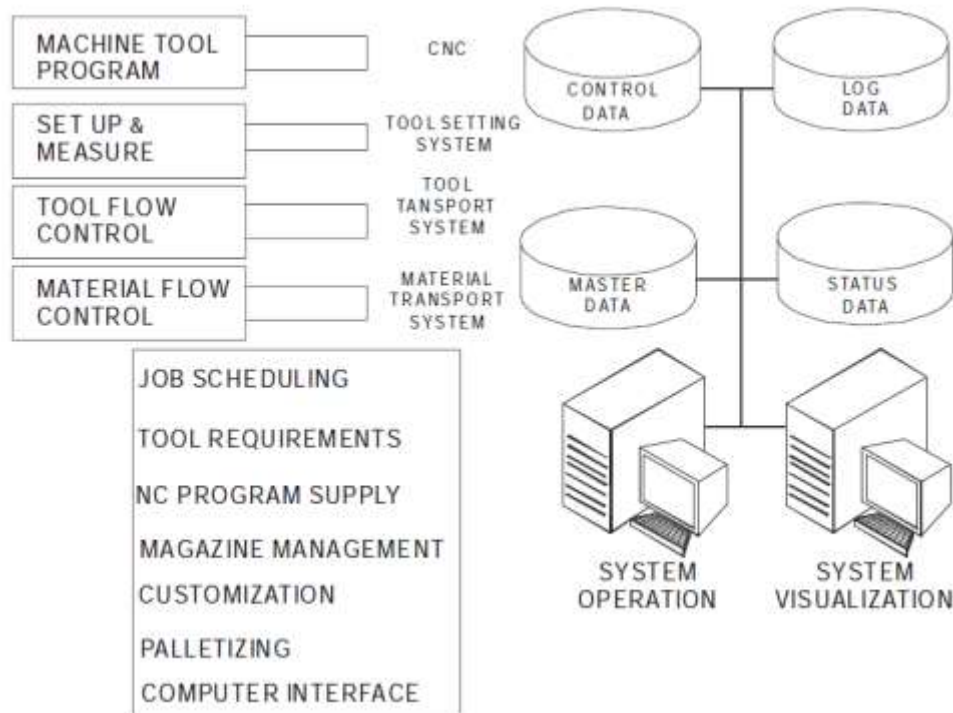 MACHINE TOOL
PROGRAM
CNC
SET UP &
MEASURE
TOOL SETTING
SYSTEM
TOOL FLOW
CONTROL
TOOL
TANSPORT
SYSTEM
MATERIAL FLOW
CONTROL
MATERIAL
TRANSPORT
SYSTEM
CONTROL
DATA
LOG
DATA
MASTER
DATA
STATUS
DATA
JOB SCHEDULING
TOOL REQUIREMENTS
NC PROGRAM SUPPLY
MAGAZINE MANAGEMENT
CUSTOMIZATION
PALLETIZING
COMPUTER INTERFACE
SYSTEM
OPERATION
SYSTEM
VISUALIZATION